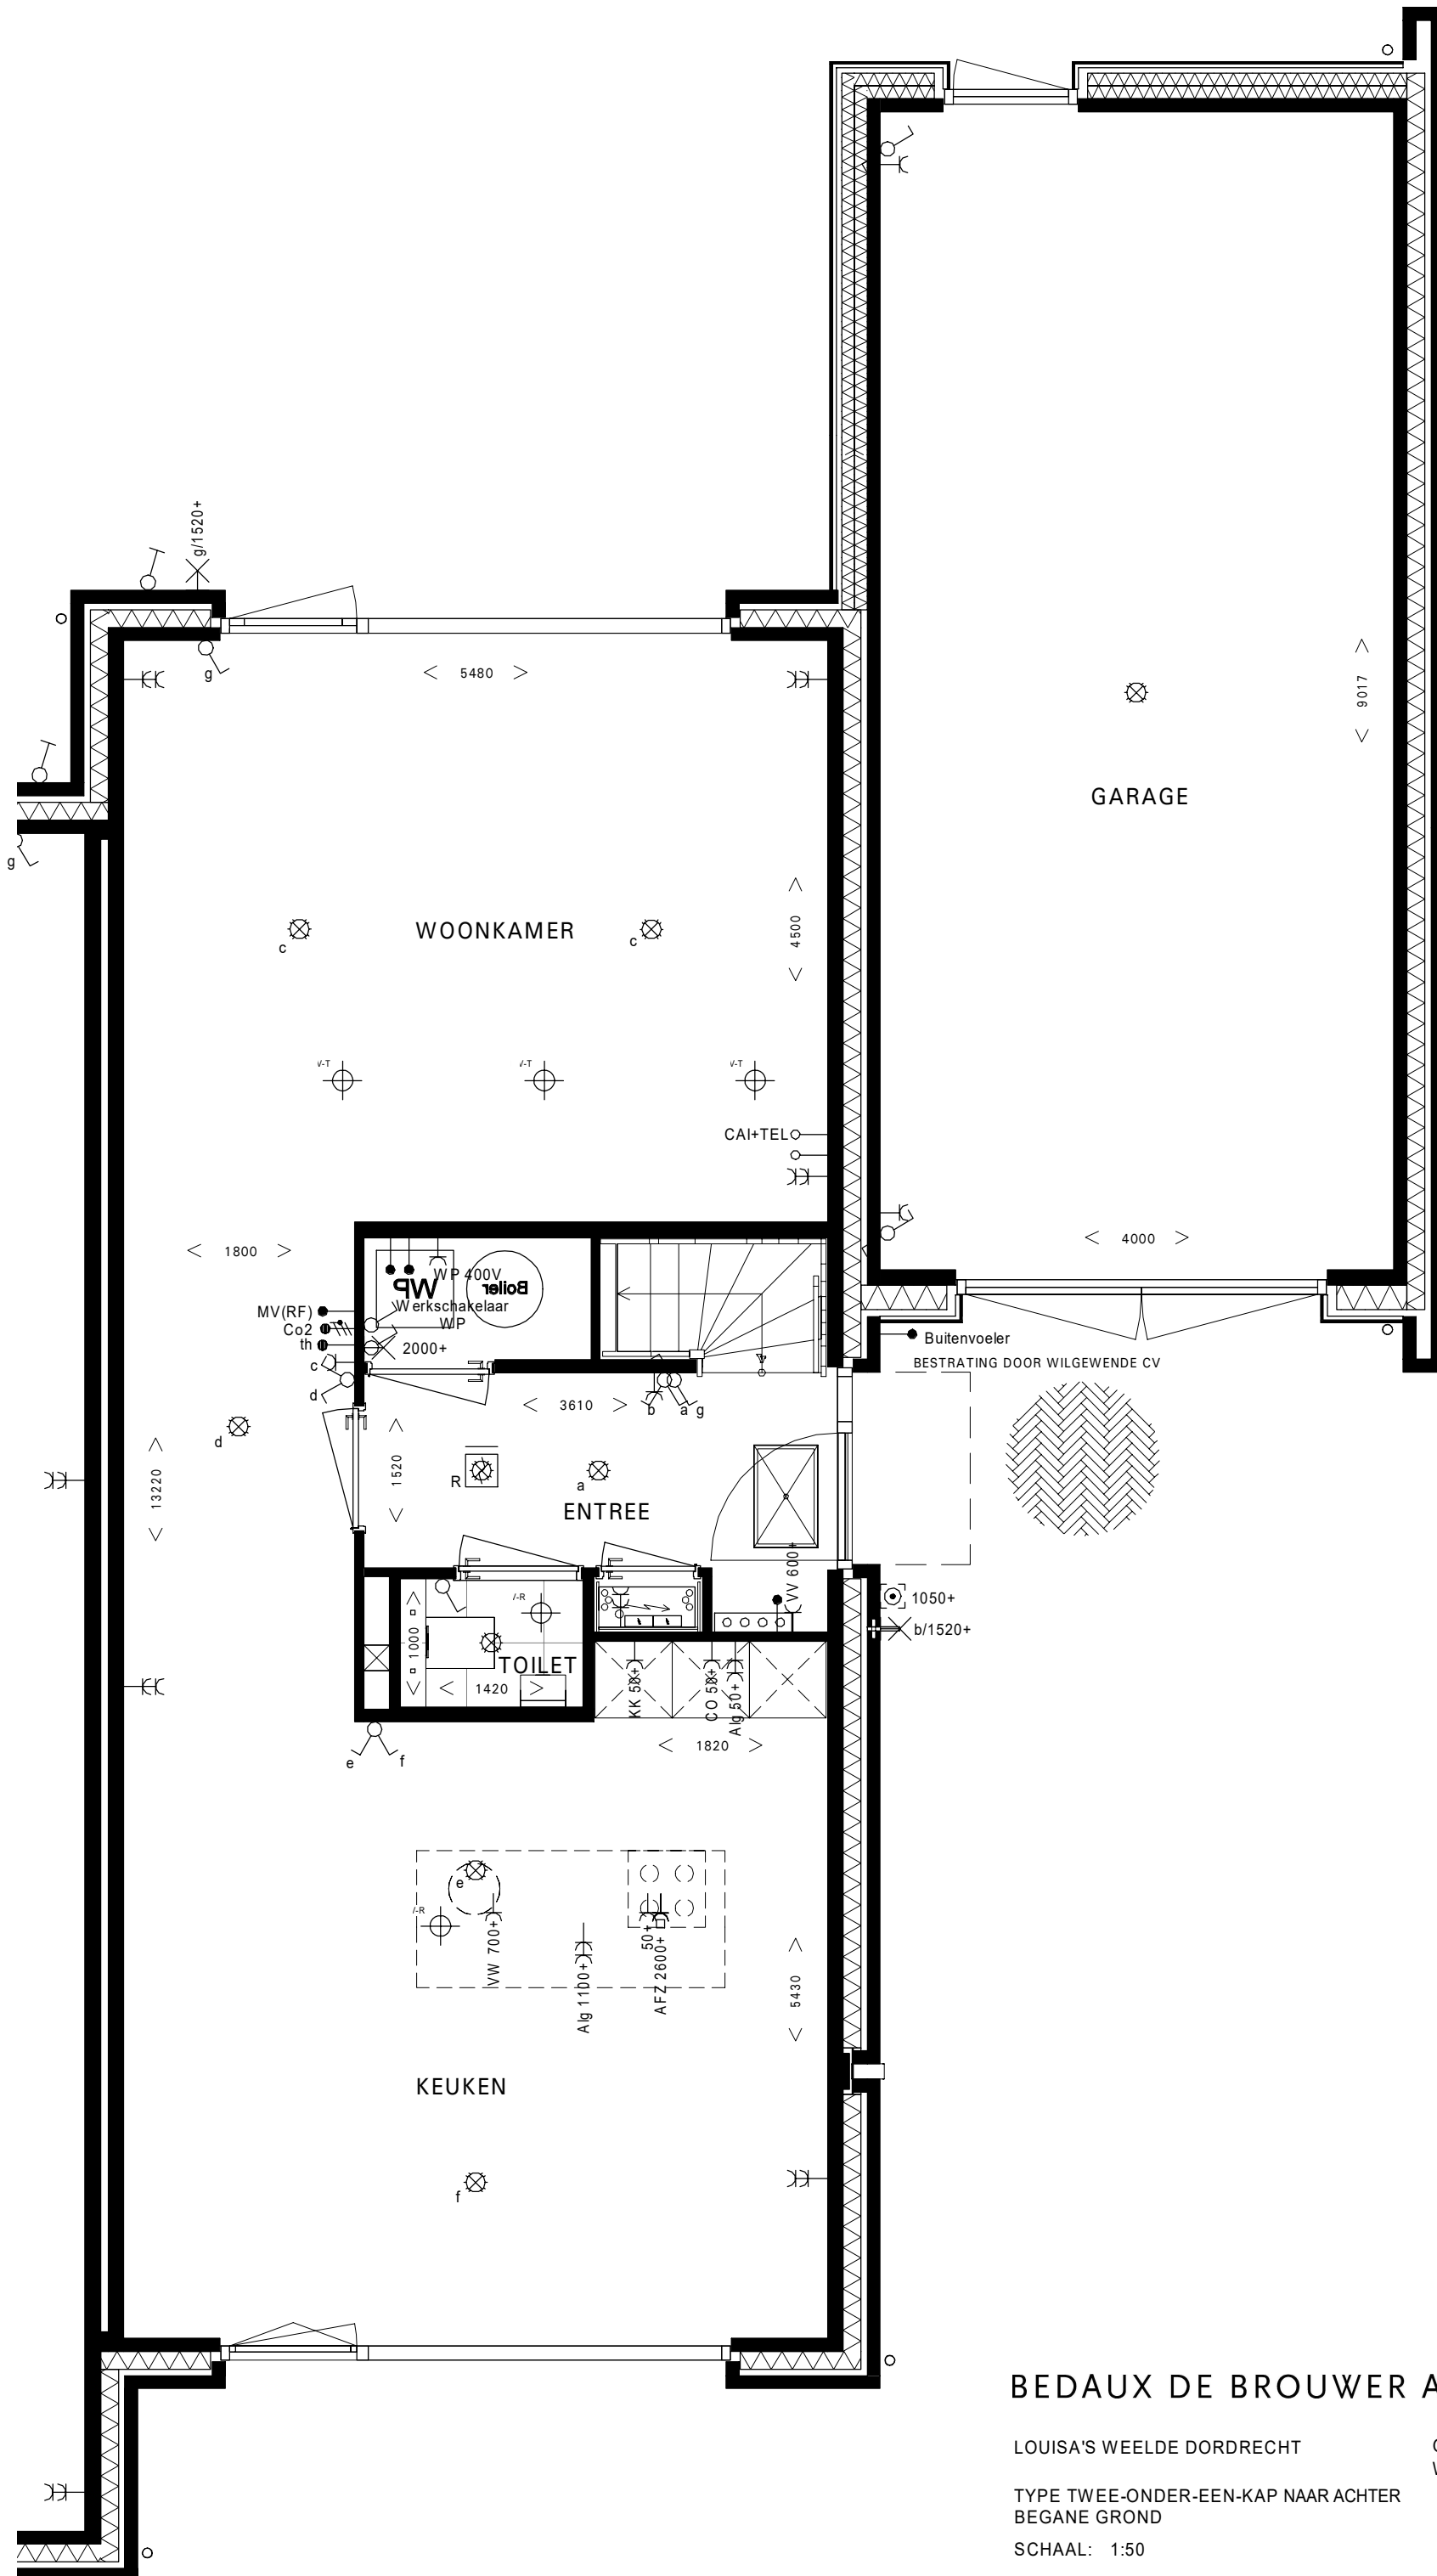 g/1520+
g
5480
9017
GARAGE
g
c
WOONKAMER
c
4500
V-T
V-T
V-T
CAI+TEL
1800
4000
WP 400V
WP
Boiler
MV(RF)
Werkschakelaar
Co2
WP
th
2000+
Buitenvoeler
BESTRATING DOOR WILGEWENDE CV
c
d
3610
b
a
g
d
13220
1520
R
a
ENTREE
VV 600+
1050+
b/1520+
1000
TOILET
1420
KK 50+
CO 50+
Alg 50+
1820
e
f
e
VW 700+
Alg 1100+
50+
AFZ 2600+
5430
KEUKEN
f
BEDAUX DE BROUWER A
LOUISA'S WEELDE DORDRECHT
TYPE TWEE-ONDER-EEN-KAP NAAR ACHTER
BEGANE GROND
SCHAAL: 1:50